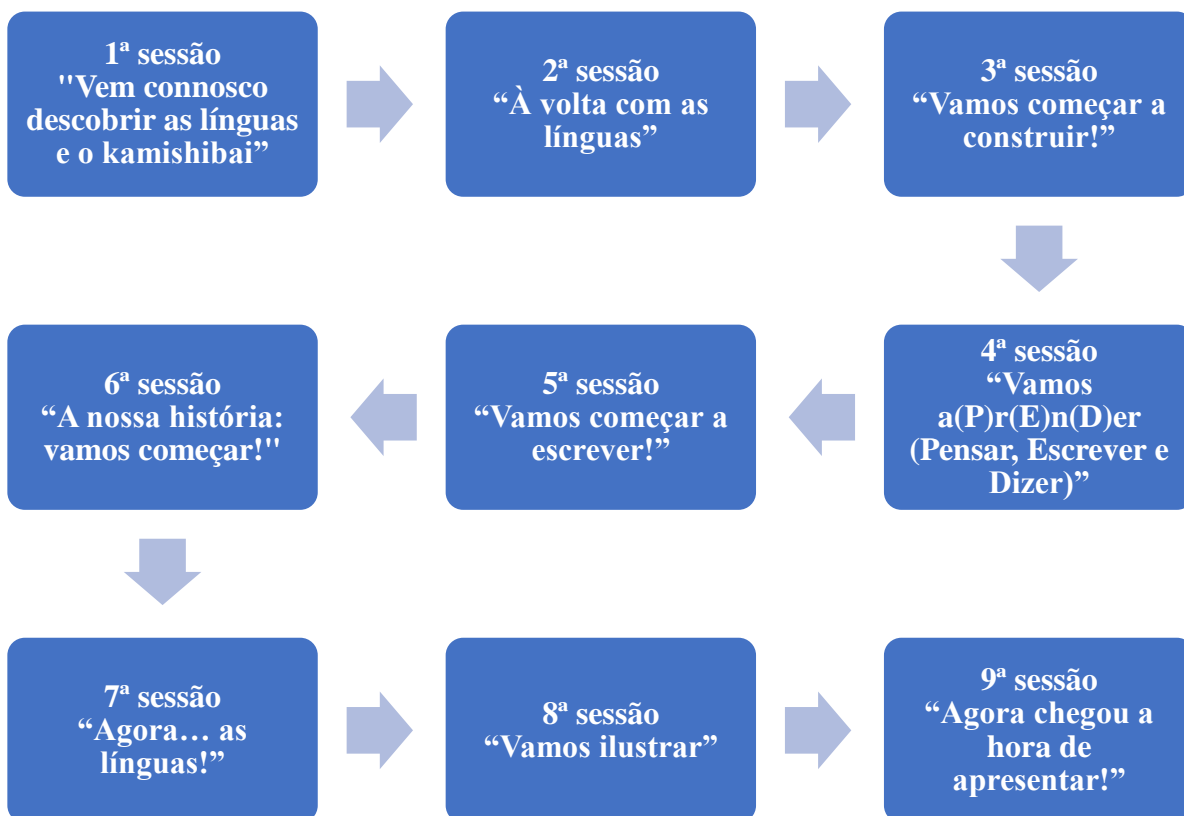 1ª sessão
"Vem connosco
descobrir as línguas
e o kamishibai”
2ª sessão
“À volta com as
línguas”
3ª sessão
“Vamos começar a
construir!”
4ª sessão
“Vamos
a(P)r(E)n(D)er
(Pensar, Escrever e
Dizer)”
5ª sessão
“Vamos começar a
escrever!”
6ª sessão
“A nossa história:
vamos começar!"
7ª sessão
“Agora… as
línguas!”
8ª sessão
“Vamos ilustrar”
9ª sessão
“Agora chegou a
hora de
apresentar!”